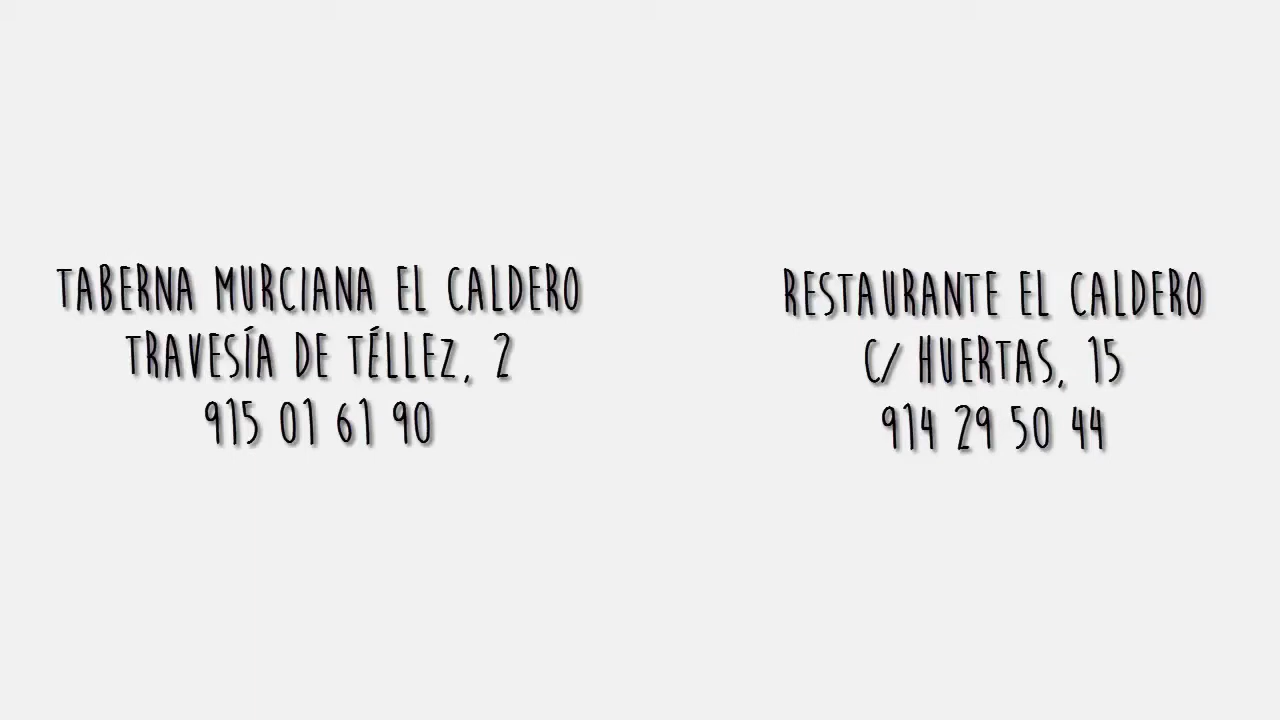 TABERNA MURCIANA EL CALDERO
TRAVESÍA DE TÉLLEZ, 2
915 01 61 90
RESTAURANTE EL CALDERO
C/ HUERTAS, 15
914 29 50 44